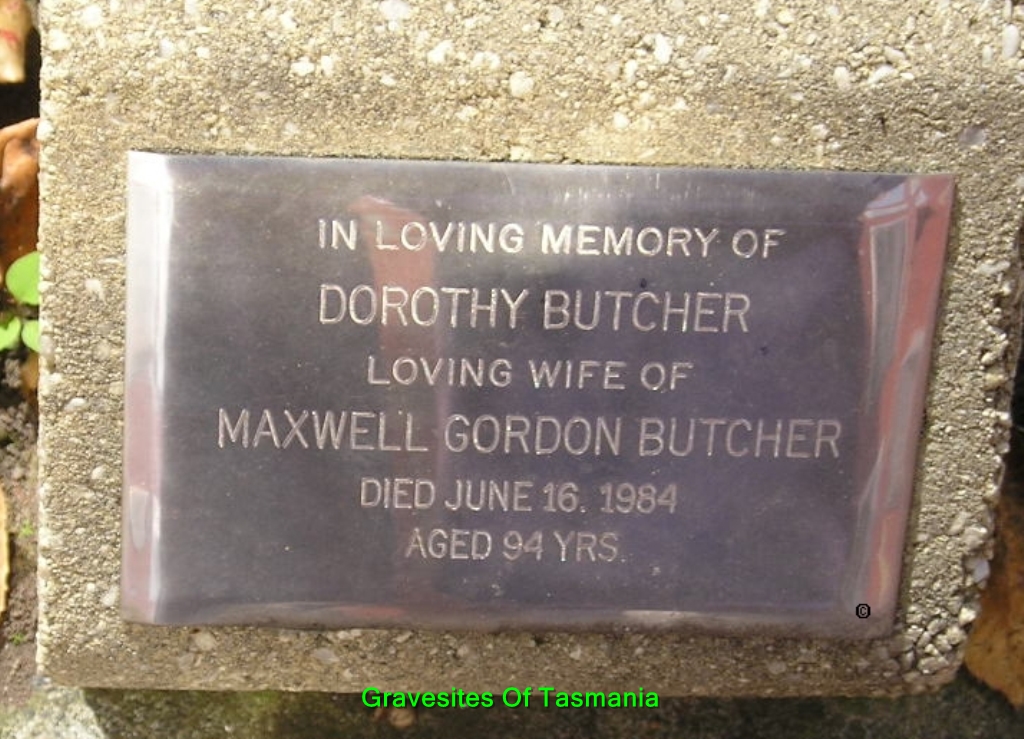 IN LOVING MEMORY OF
DOROTHY BUTCHER
LOVING WIFE OF
MAXWELL GORDON BUTCHER
DIED JUNE 16. 1984
AGED 94 YRS.
©
Gravesites Of Tasmania